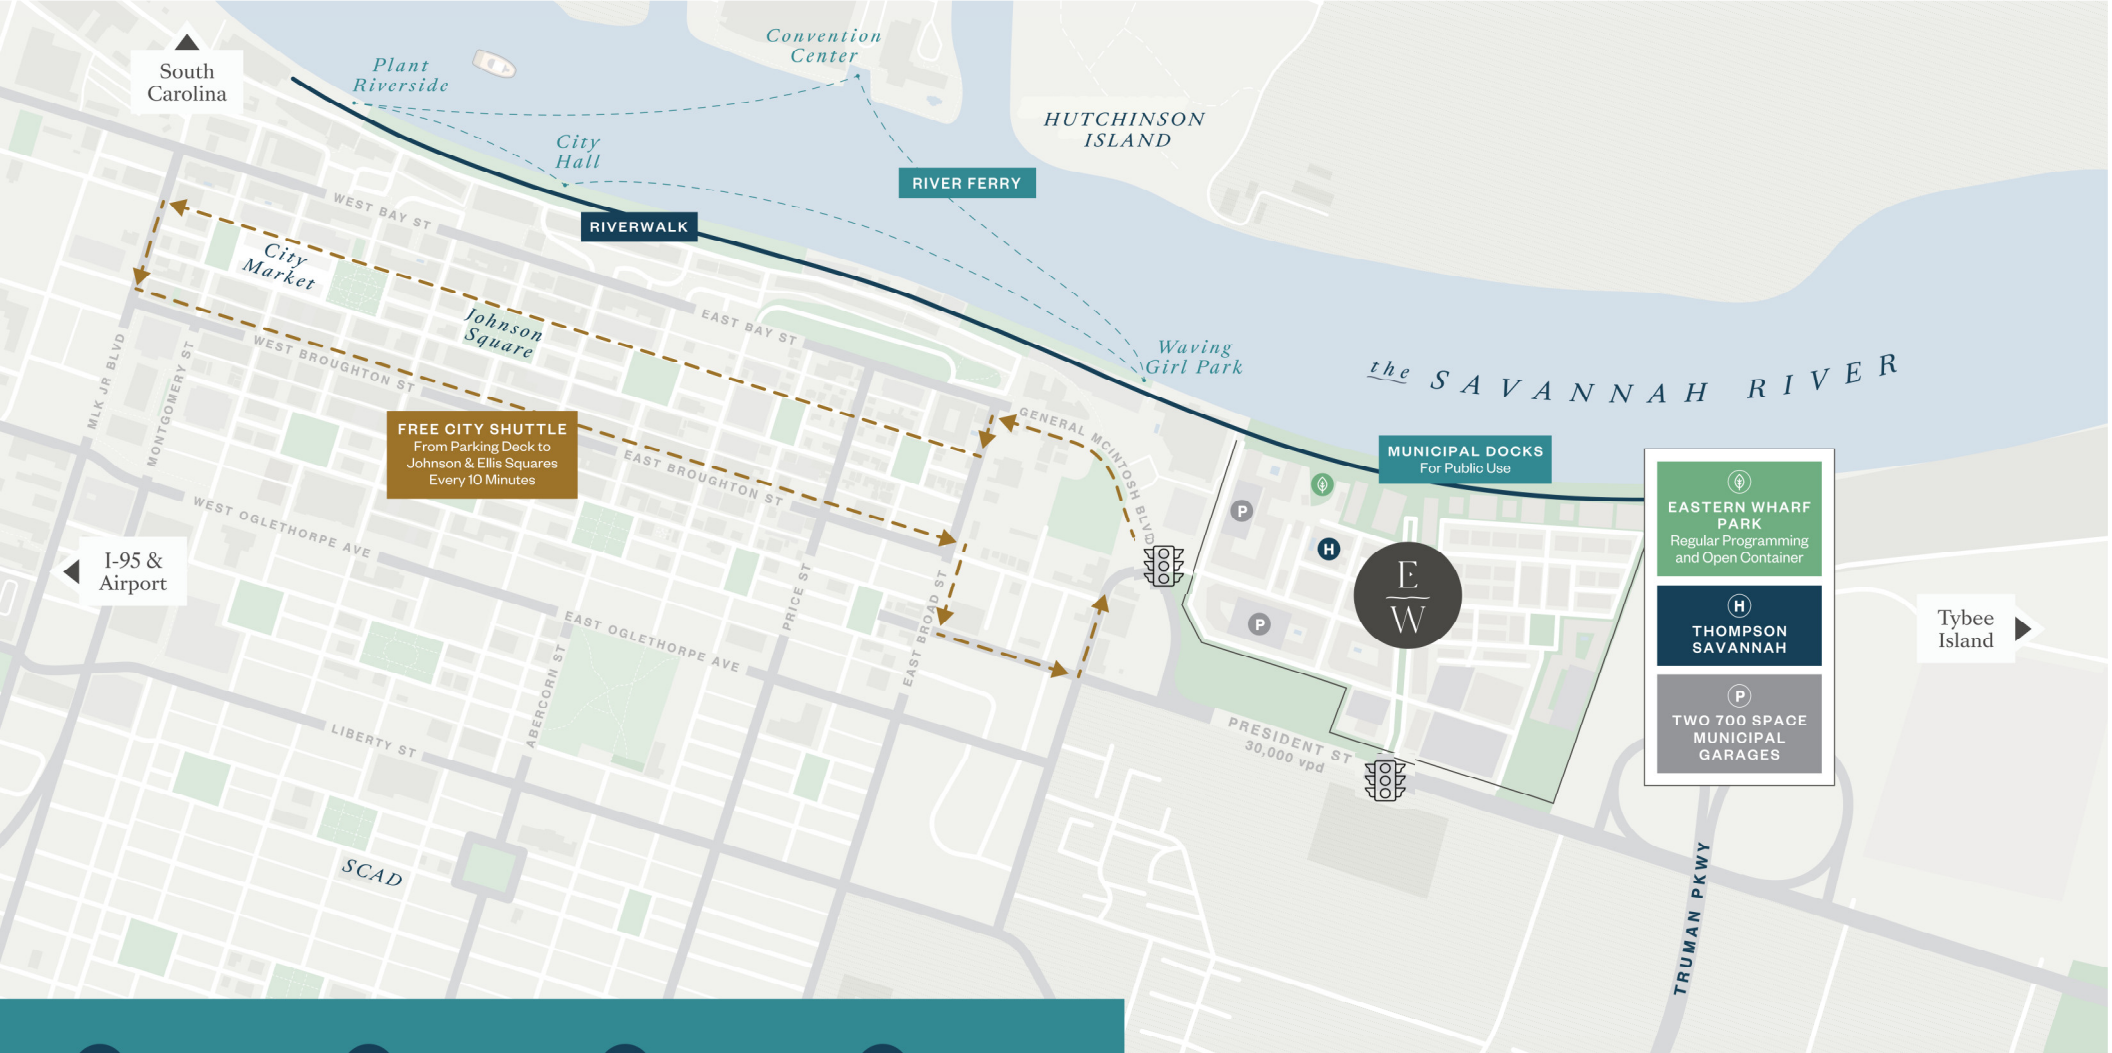 South
Carolina
Plant
Riverside
Convention
Center
City
Hall
HUTCHINSON
ISLAND
RIVER FERRY
RIVERWALK
WEST BAY ST
City
Market
Johnson
Square
EAST BAY ST
Waving
Girl Park
the SAVANNAH RIVER
MLK JR BLVD
MONTGOMERY ST
WEST BROUGHTON ST
FREE CITY SHUTTLE
From Parking Deck to
Johnson & Ellis Squares
Every 10 Minutes
EAST BROUGHTON ST
GENERAL MCINTOSH BLVD
MUNICIPAL DOCKS
For Public Use
P
H
P
E
W
EASTERN WHARF
PARK
Regular Programming
and Open Container
H
THOMPSON
SAVANNAH
P
TWO 700 SPACE
MUNICIPAL
GARAGES
WEST OGLETHORPE AVE
I-95 &
Airport
Tybee
Island
EAST OGLETHORPE AVE
PRICE ST
EAST BROAD ST
ABERCORN ST
LIBERTY ST
PRESIDENT ST
30,000 vpd
SCAD
TRUMAN PKWY